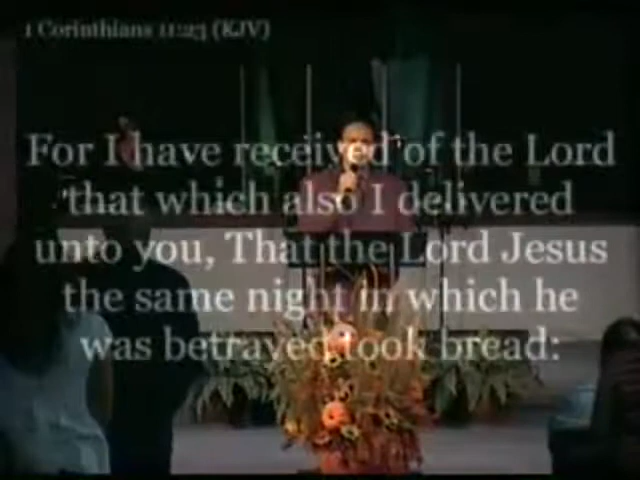 1 Corinthians 11:23 (KJV)
For I have received of the Lord
that which also I delivered
unto you, That the Lord Jesus
the same night in which he
was betrayed took bread: